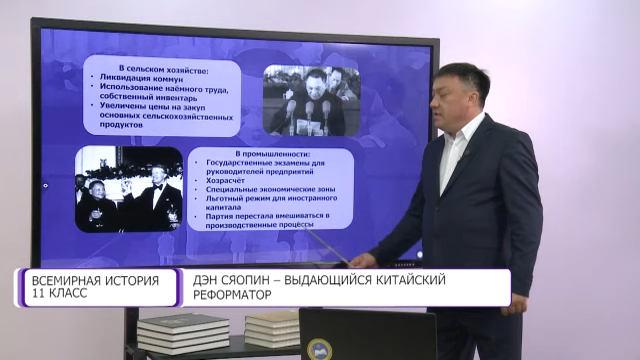 В сельском хозяйстве:
• Ликвидация коммун
• Использование наёмного труда,
собственный инвентарь
• Увеличены цены на закуп
основных сельскохозяйственных
продуктов
В промышленности:
• Государственные экзамены для
руководителей предприятий
• Хозрасчёт
• Специальные экономические зоны
• Льготный режим для иностранного
капитала
• Партия перестала вмешиваться в
производственные процессы
ВСЕМИРНАЯ ИСТОРИЯ
11 КЛАСС
ДЭН СЯОПИН – ВЫДАЮЩИЙСЯ КИТАЙСКИЙ
РЕФОРМАТОР